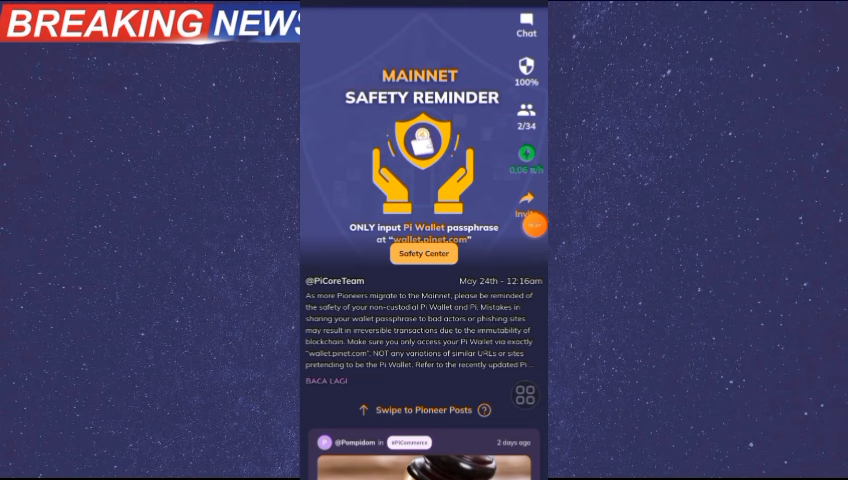 BREAKING NEWS
Chat
MAINNET
SAFETY REMINDER
100%
2/34
0,06 π/h
Invite
ONLY input Pi Wallet passphrase
at “wallet.pinet.com”
Safety Center
@PiCoreTeam May 24th - 12:16am
As more Pioneers migrate to the Mainnet, please be reminded of
the safety of your non-custodial Pi Wallet and Pi. Mistakes in
sharing your wallet passphrase to bad actors or phishing sites
may result in irreversible transactions due to the immutability of
blockchain. Make sure you only access your Pi Wallet via exactly
“wallet.pinet.com”. NOT any variations of similar URLs or sites
pretending to be the Pi Wallet. Refer to the recently updated Pi...
BACA LAGI
Swipe to Pioneer Posts ?
P @Pompidom in #PiCommerce 2 days ago